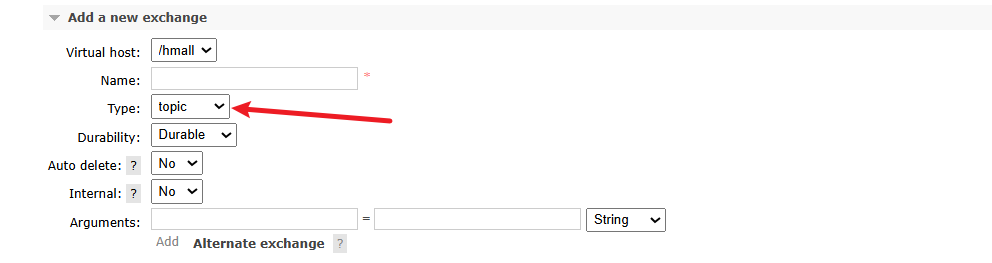 Add a new exchange
Virtual host: /hmall
Name: *
Type: topic
Durability: Durable
Auto delete: ? No
Internal: ? No
Arguments: = String
Add Alternate exchange ?